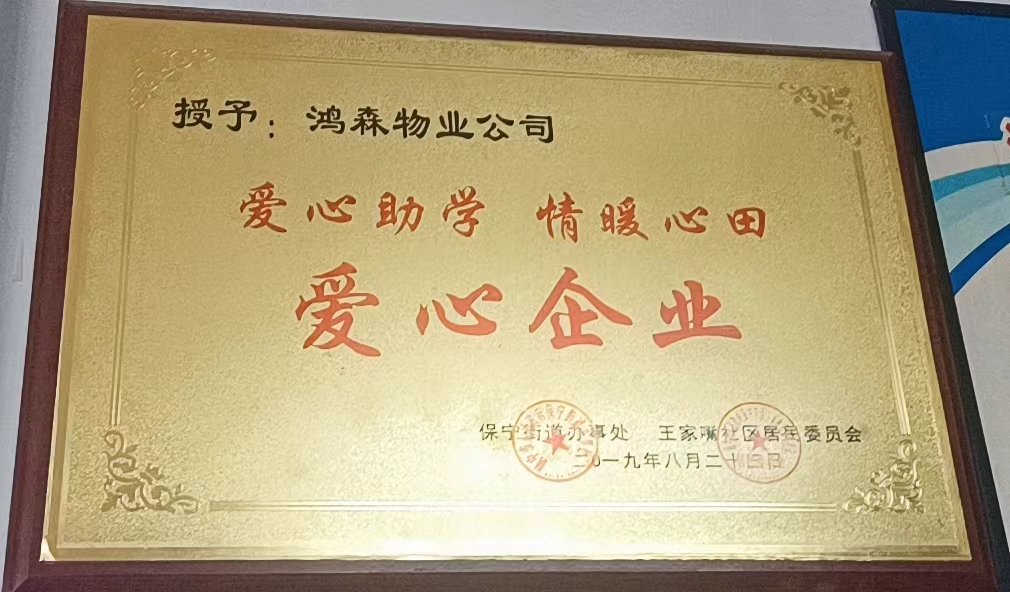 授予：鸿森物业公司
爱心助学 情暖心田
爱心企业
保宁街道办事处 王家嘴社区居民委员会
二0一九年八月二十四日